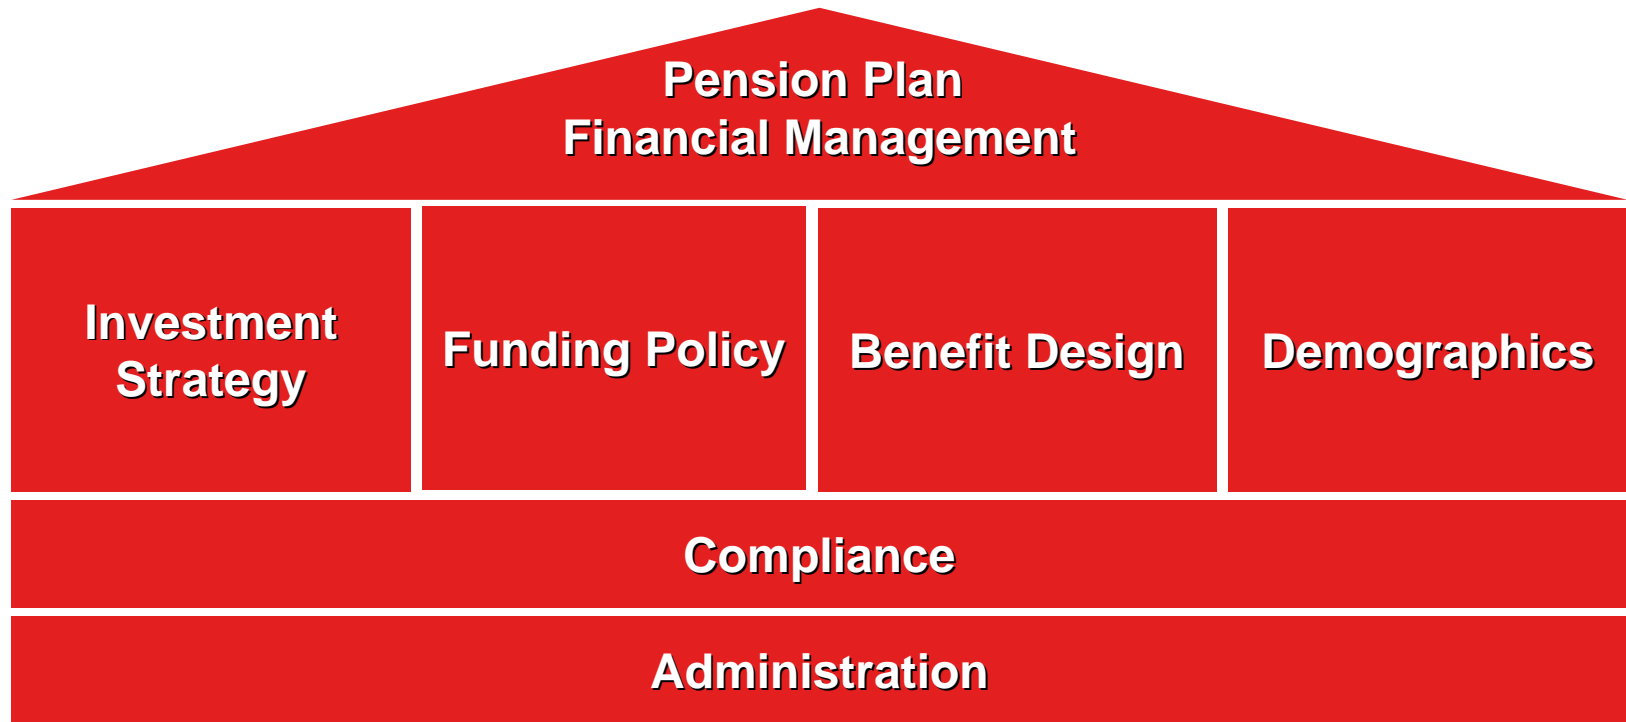 Pension Plan
Financial Management
Investment
Strategy
Funding Policy
Benefit Design
Demographics
Compliance
Administration